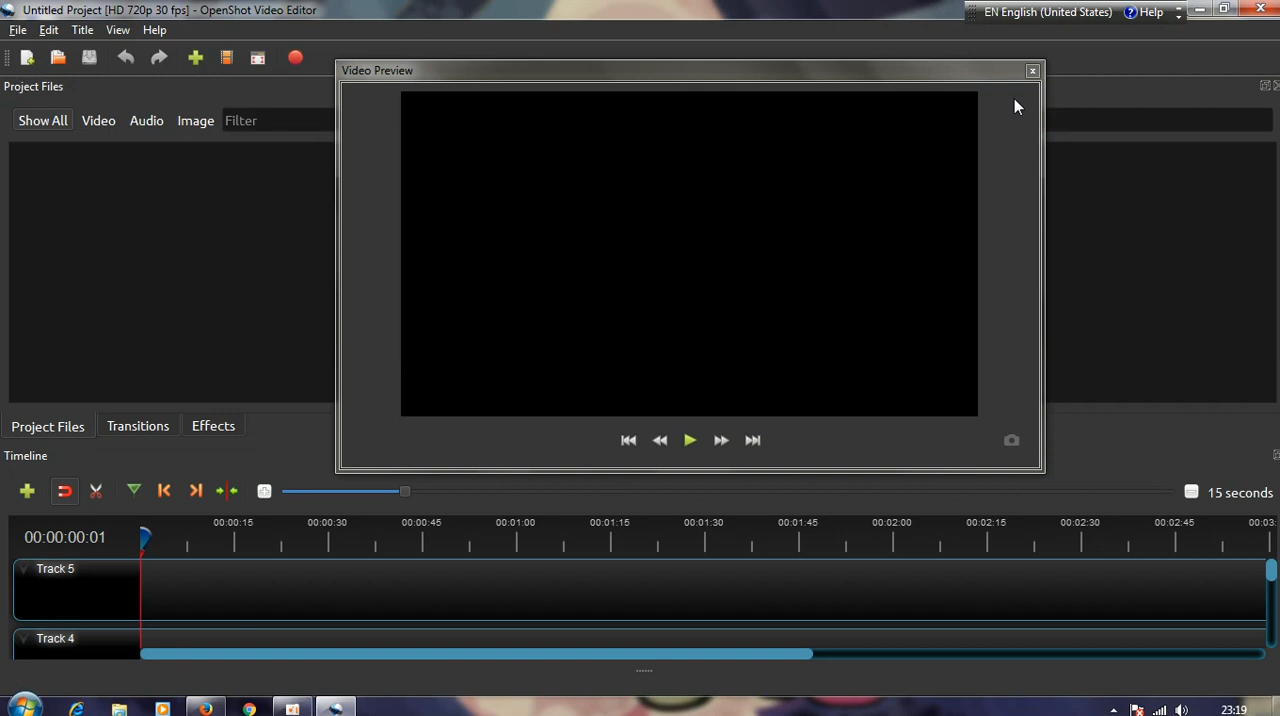 Untitled Project [HD 720p 30 fps] - OpenShot Video Editor
EN English (United States)
Help
File Edit Title View Help
Video Preview
Project Files
Show All Video Audio Image Filter
Project Files Transitions Effects
Timeline
15 seconds
00:00:00:01
00:00:15 00:00:30 00:00:45 00:01:00 00:01:15 00:01:30 00:01:45 00:02:00 00:02:15 00:02:30 00:02:45 00:03:
Track 5
Track 4
23:19